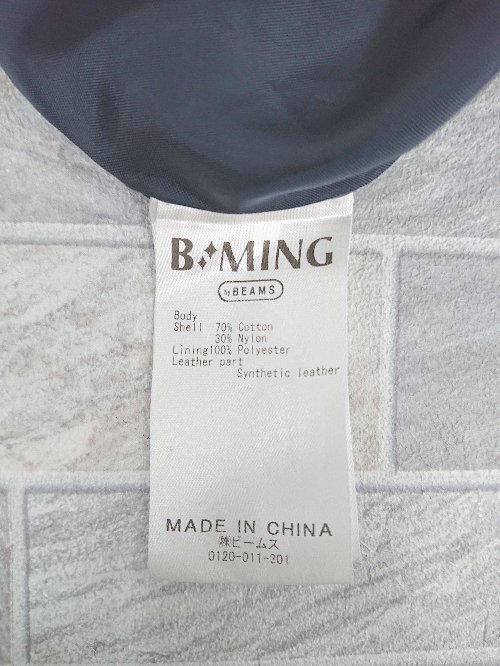 B✧MING
by BEAMS
Body
Shell 70% Cotton
30% Nylon
Lining100% Polyester
Leather part
Synthetic leather
MADE IN CHINA
㈱ビームス
0120-011-301